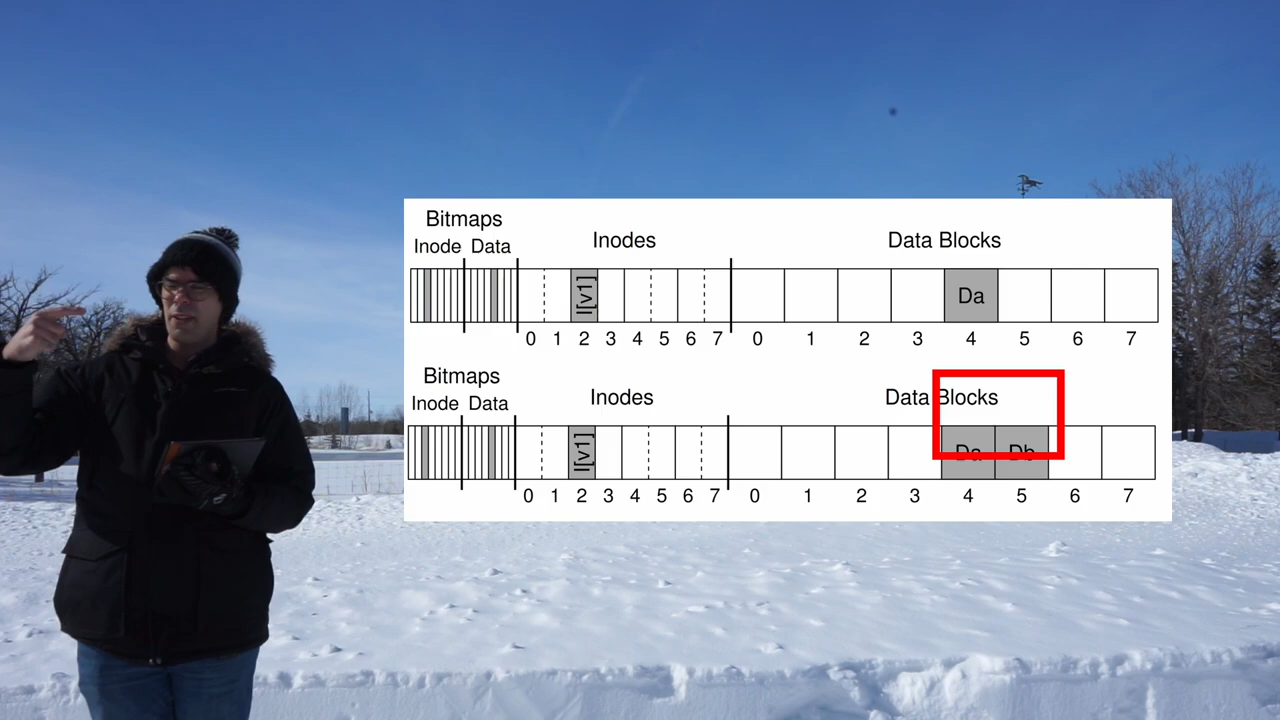 Bitmaps
Inode Data Inodes Data Blocks
I[v1] Da
0 1 2 3 4 5 6 7 0 1 2 3 4 5 6 7
Bitmaps
Inode Data Inodes Data Blocks
I[v1] Da Db
0 1 2 3 4 5 6 7 0 1 2 3 4 5 6 7